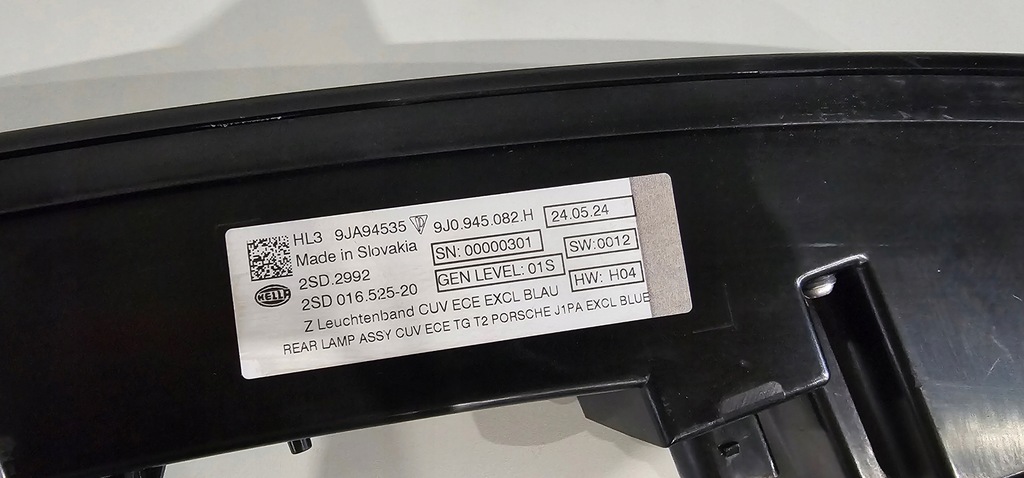 HL3 9JA94535 9J0.945.082.H 24.05.24
Made in Slovakia SN: 00000301 SW:0012
2SD.2992 GEN LEVEL: 01S HW: H04
HELLA 2SD 016.525-20
Z Leuchtenband CUV ECE EXCL BLAU
REAR LAMP ASSY CUV ECE TG T2 PORSCHE J1PA EXCL BLUE